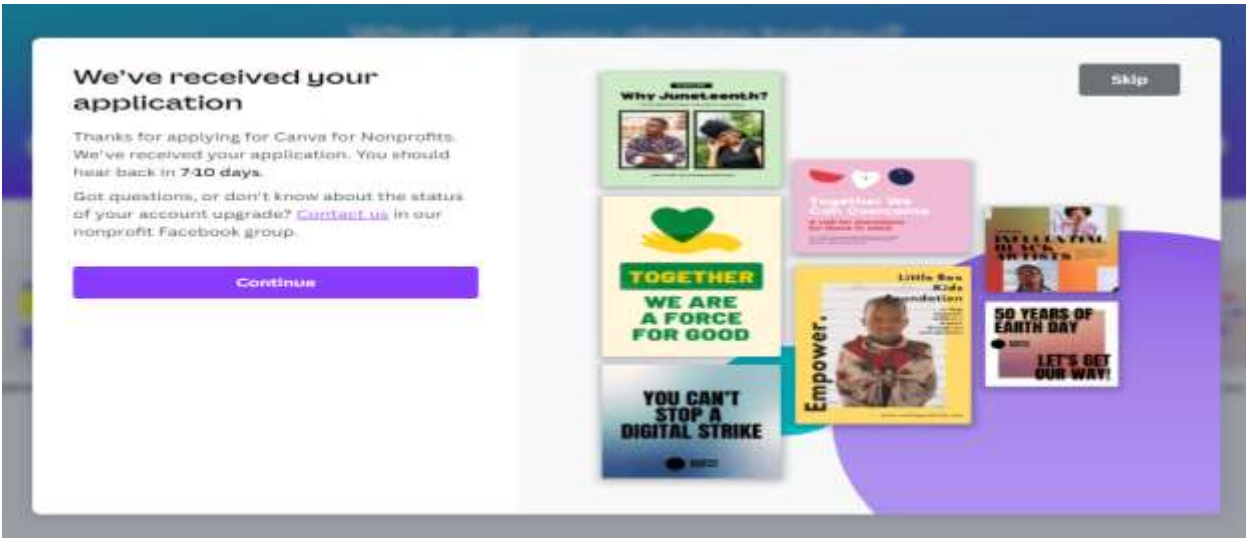 We've received your
application
Thanks for applying for Canva for Nonprofits.
We've received your application. You should
hear back in 7-10 days.
Got questions, or don't know about the status
of your account upgrade? Contact us in our
nonprofit Facebook group.
Continue
Skip
Why Juneteenth?
TOGETHER
WE ARE
A FORCE
FOR GOOD
YOU CAN'T
STOP A
DIGITAL STRIKE
Together We
Can Overcome
Little Sun
Kids
Foundation
Empower.
INFLUENTIAL
BLACK
ARTISTS
50 YEARS OF
EARTH DAY
LET'S GET
OUR WAY!